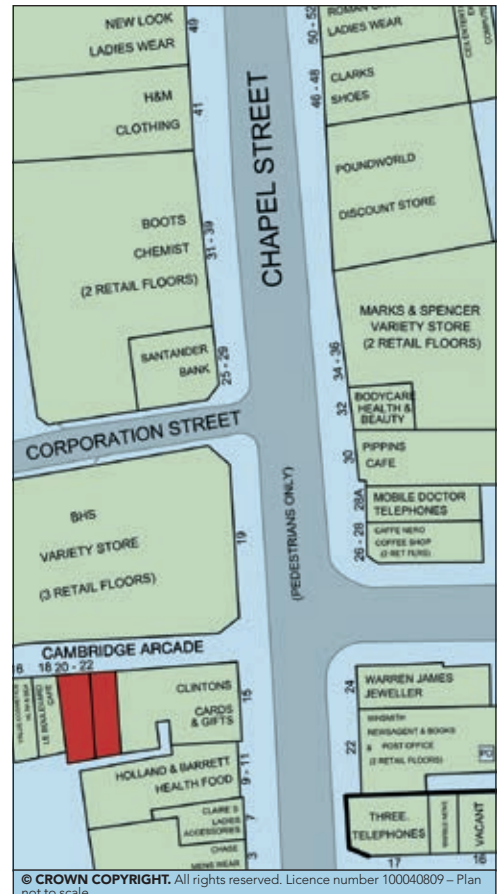 NEW LOOK
LADIES WEAR
49
H&M
CLOTHING
41
BOOTS
CHEMIST
(2 RETAIL FLOORS)
31 - 39
SANTANDER
BANK
25 - 29
CORPORATION STREET
CHAPEL STREET
(PEDESTRIANS ONLY)
LADIES WEAR
50 - 52
CLARKS
SHOES
46 - 48
POUNDWORLD
DISCOUNT STORE
MARKS & SPENCER
VARIETY STORE
(2 RETAIL FLOORS)
34 - 36
BODYCARE
HEALTH &
BEAUTY
32
PIPPINS
CAFE
30
MOBILE DOCTOR
TELEPHONES
28A
CAFFE NERO
COFFEE SHOP
26 - 28
BHS
VARIETY STORE
(3 RETAIL FLOORS)
19
CAMBRIDGE ARCADE
18 20 - 22
LE BOULEVARD
CAFE
CLINTONS
CARDS
& GIFTS
15
HOLLAND & BARRETT
HEALTH FOOD
9 - 11
CLAIRE'S
LADIES
ACCESSORIES
7
CHASE
MENS WEAR
3
WARREN JAMES
JEWELLER
24
NEWSAGENT & BOOKS
& POST OFFICE
(2 RETAIL FLOORS)
22
PO
THREE
TELEPHONES
17
VACANT
16
© CROWN COPYRIGHT. All rights reserved. Licence number 100040809 – Plan
not to scale